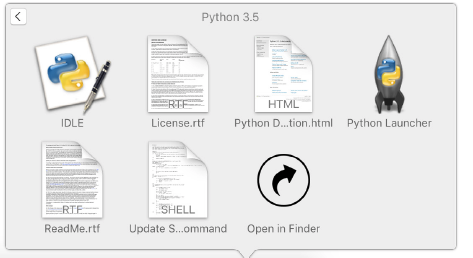 Python 3.5
RTF
HTML
IDLE
License.rtf
Python D...tion.html
Python Launcher
RTF
SHELL
ReadMe.rtf
Update S...ommand
Open in Finder